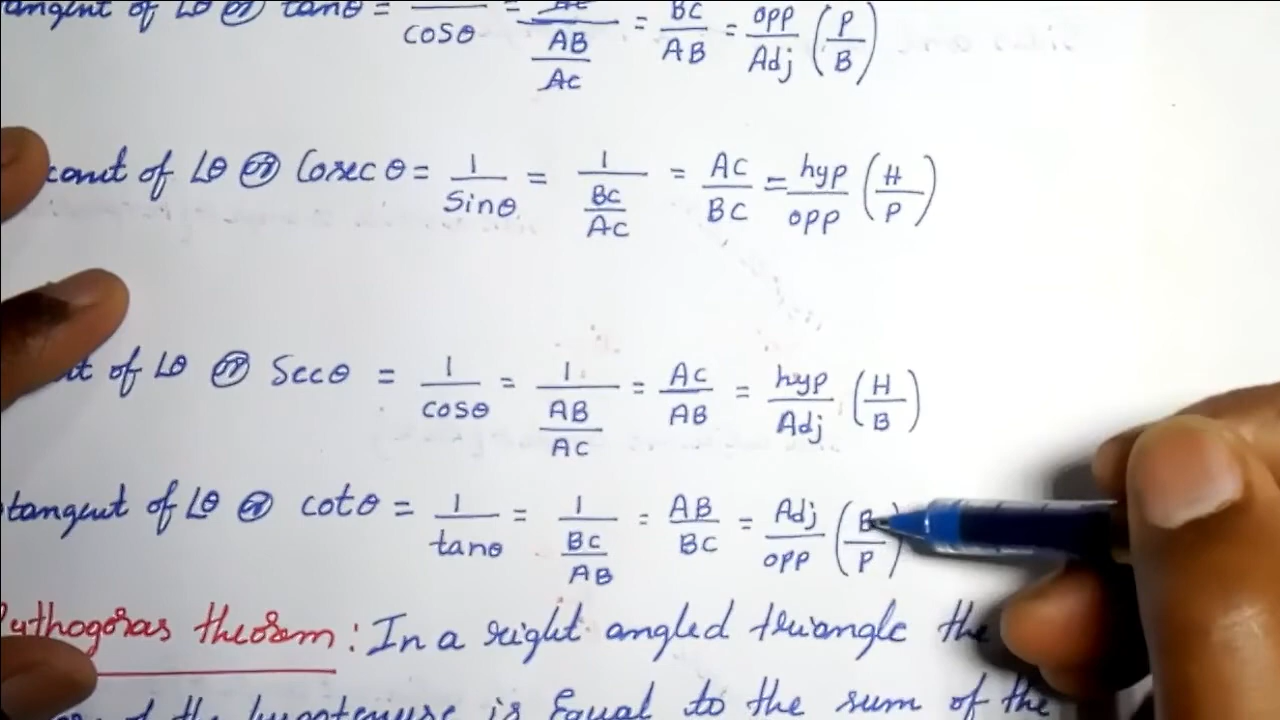 tangent of ∠θ or tanθ = /cosθ = /(AB/AC) = BC/AB = opp/Adj (P/B)
of ∠θ or Cosecθ = 1/Sinθ = 1/(BC/AC) = AC/BC = hyp/opp (H/P)
of ∠θ or Secθ = 1/cosθ = 1/(AB/AC) = AC/AB = hyp/Adj (H/B)
tangent of ∠θ or cotθ = 1/tanθ = 1/(BC/AB) = AB/BC = Adj/opp (B/P)
Pythogoras theorem : In a right angled triangle the
of the hypotenuse is Equal to the sum of the